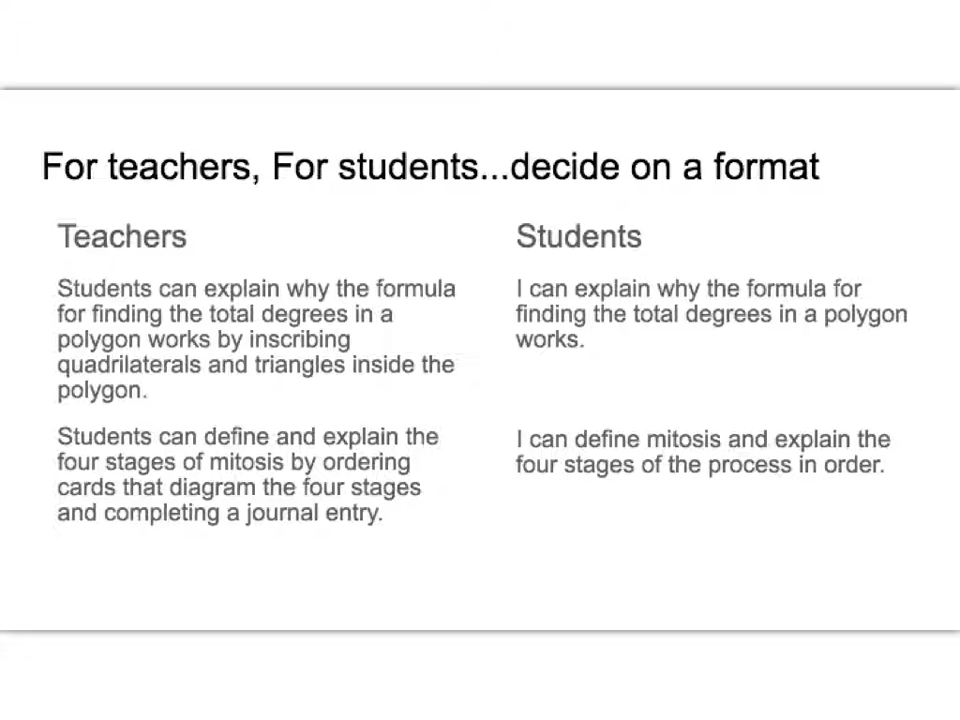 For teachers, For students...decide on a format
Teachers
Students can explain why the formula
for finding the total degrees in a
polygon works by inscribing
quadrilaterals and triangles inside the
polygon.
Students can define and explain the
four stages of mitosis by ordering
cards that diagram the four stages
and completing a journal entry.
Students
I can explain why the formula for
finding the total degrees in a polygon
works.
I can define mitosis and explain the
four stages of the process in order.